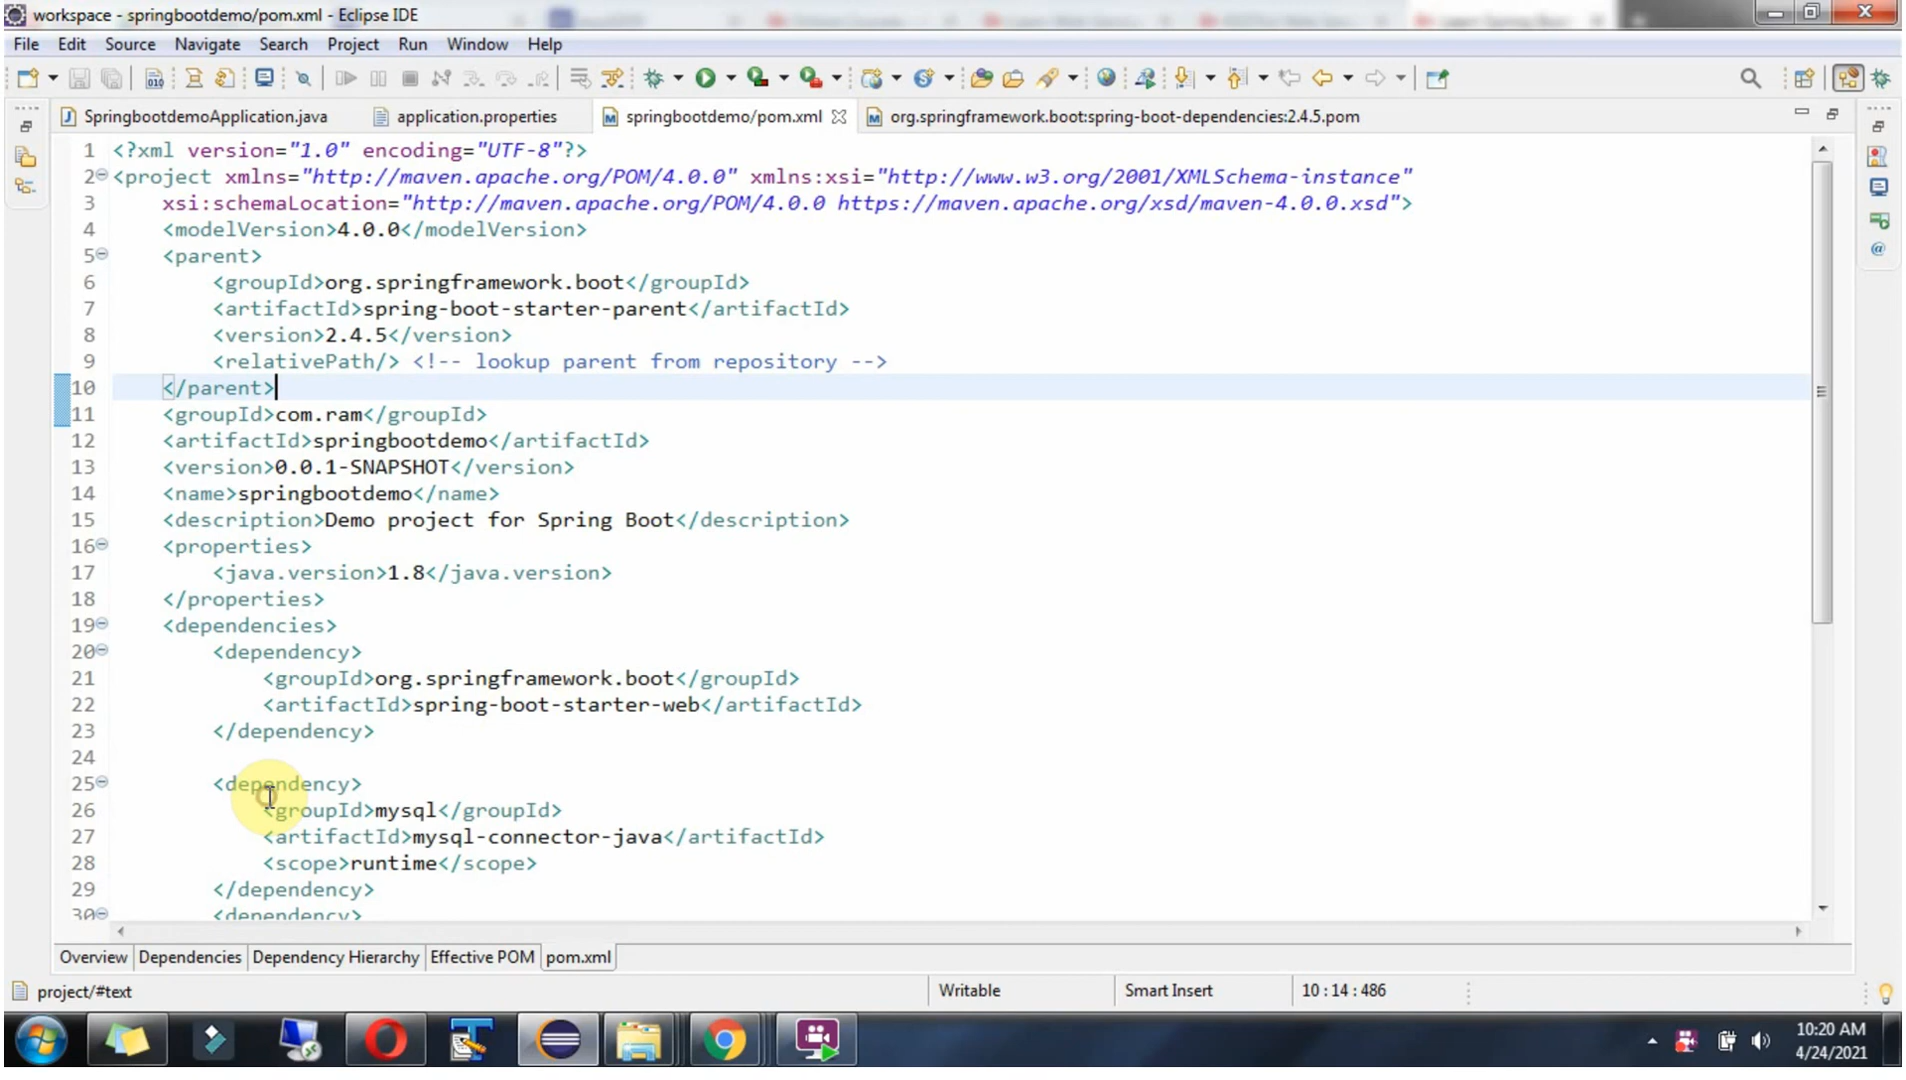 workspace - springbootdemo/pom.xml - Eclipse IDE
File Edit Source Navigate Search Project Run Window Help
SpringbootdemoApplication.java application.properties springbootdemo/pom.xml org.springframework.boot:spring-boot-dependencies:2.4.5.pom
1 <?xml version="1.0" encoding="UTF-8"?>
2 <project xmlns="http://maven.apache.org/POM/4.0.0" xmlns:xsi="http://www.w3.org/2001/XMLSchema-instance"
3 xsi:schemaLocation="http://maven.apache.org/POM/4.0.0 https://maven.apache.org/xsd/maven-4.0.0.xsd">
4 <modelVersion>4.0.0</modelVersion>
5 <parent>
6 <groupId>org.springframework.boot</groupId>
7 <artifactId>spring-boot-starter-parent</artifactId>
8 <version>2.4.5</version>
9 <relativePath/> <!-- lookup parent from repository -->
10 </parent>
11 <groupId>com.ram</groupId>
12 <artifactId>springbootdemo</artifactId>
13 <version>0.0.1-SNAPSHOT</version>
14 <name>springbootdemo</name>
15 <description>Demo project for Spring Boot</description>
16 <properties>
17 <java.version>1.8</java.version>
18 </properties>
19 <dependencies>
20 <dependency>
21 <groupId>org.springframework.boot</groupId>
22 <artifactId>spring-boot-starter-web</artifactId>
23 </dependency>
24
25 <dependency>
26 <groupId>mysql</groupId>
27 <artifactId>mysql-connector-java</artifactId>
28 <scope>runtime</scope>
29 </dependency>
30 <dependency>
Overview Dependencies Dependency Hierarchy Effective POM pom.xml
project/#text Writable Smart Insert 10 : 14 : 486
10:20 AM
4/24/2021